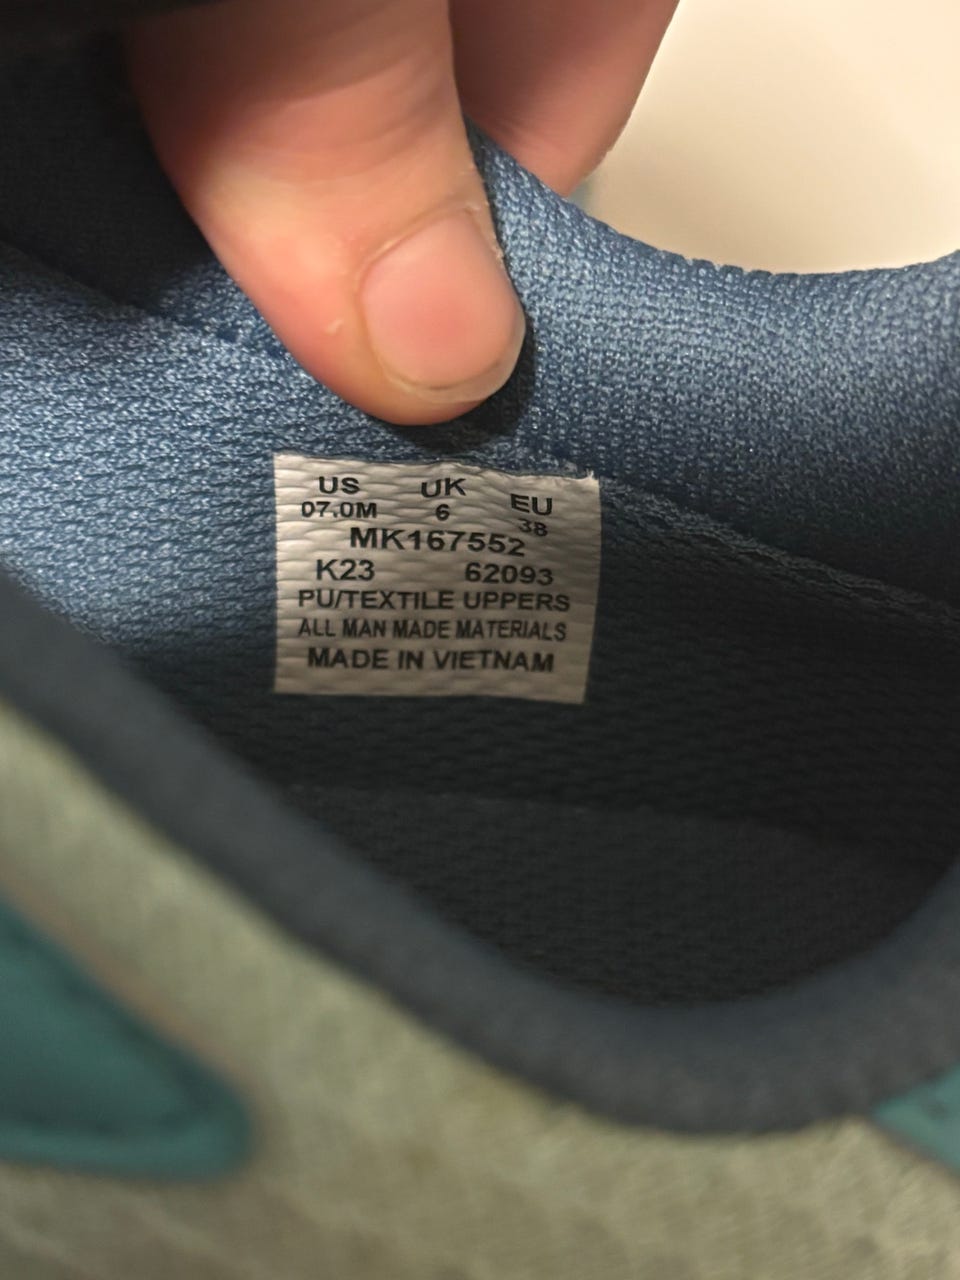 US UK EU
07.0M 6 38
MK167552
K23 62093
PU/TEXTILE UPPERS
ALL MAN MADE MATERIALS
MADE IN VIETNAM